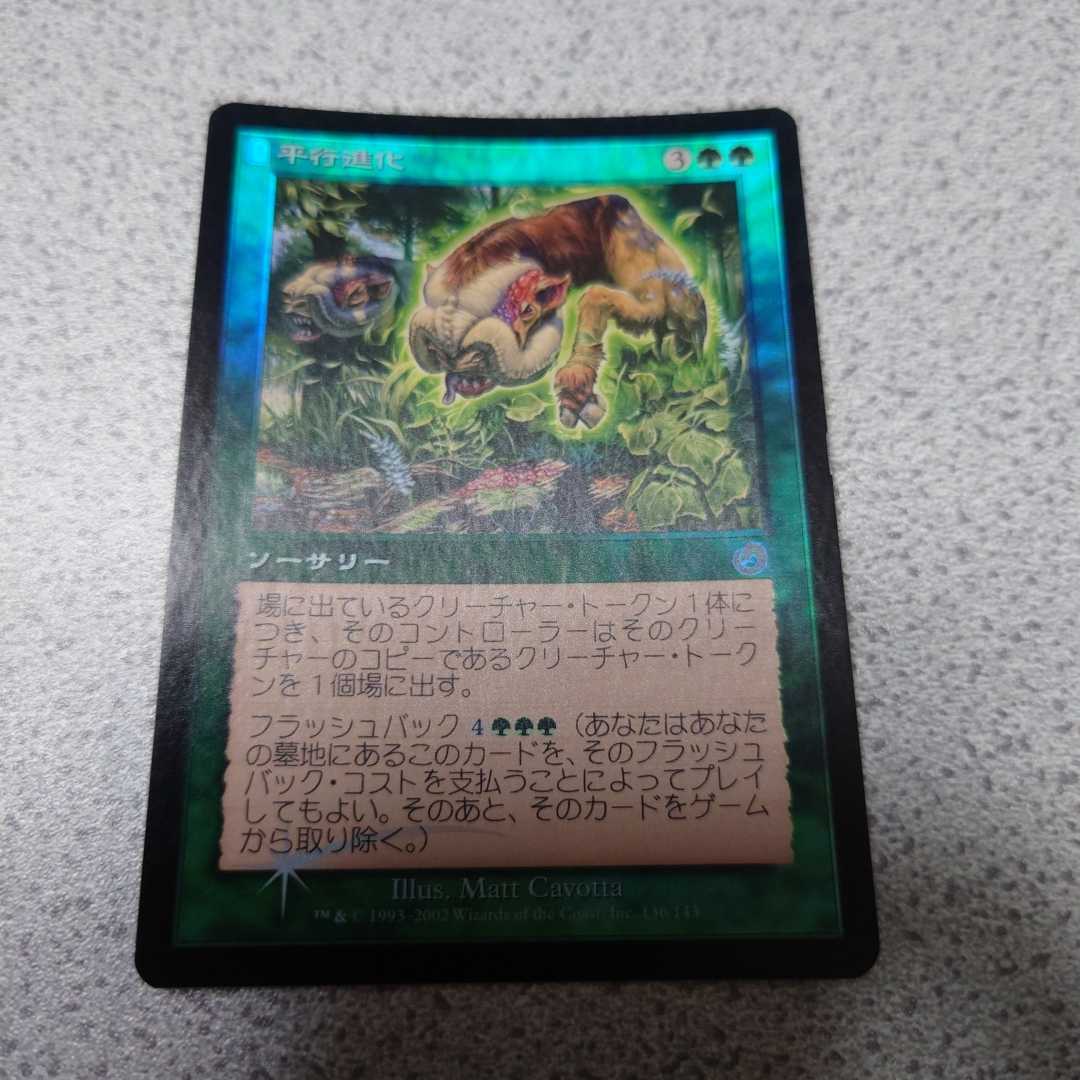 平行進化 3
ソーサリー
場に出ているクリーチャー・トークン1体に
つき、そのコントローラーはそのクリー
チャーのコピーであるクリーチャー・トーク
ンを1個場に出す。
フラッシュバック 4 (あなたはあなた
の墓地にあるこのカードを、そのフラッシュ
バック・コストを支払うことによってプレイ
してもよい。そのあと、そのカードをゲーム
から取り除く。)
Illus. Matt Cavotta
™ & © 1993-2002 Wizards of the Coast, Inc. 136/143